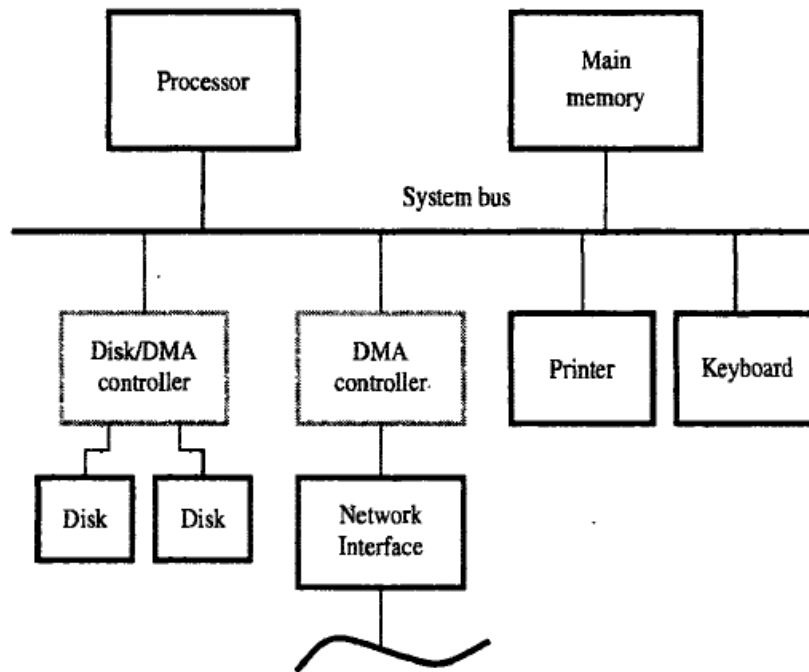 Processor
Main
memory
System bus
Disk/DMA
controller
DMA
controller
Printer
Keyboard
Disk
Disk
Network
Interface